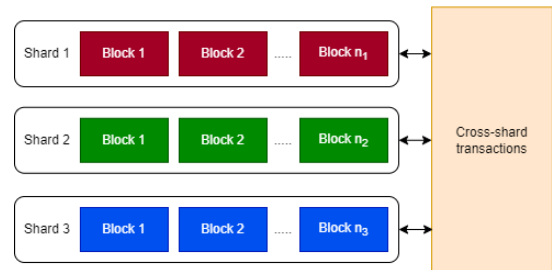 Shard 1 Block 1 Block 2 ..... Block n₁
Shard 2 Block 1 Block 2 ..... Block n₂
Shard 3 Block 1 Block 2 ..... Block n₃
Cross-shard
transactions